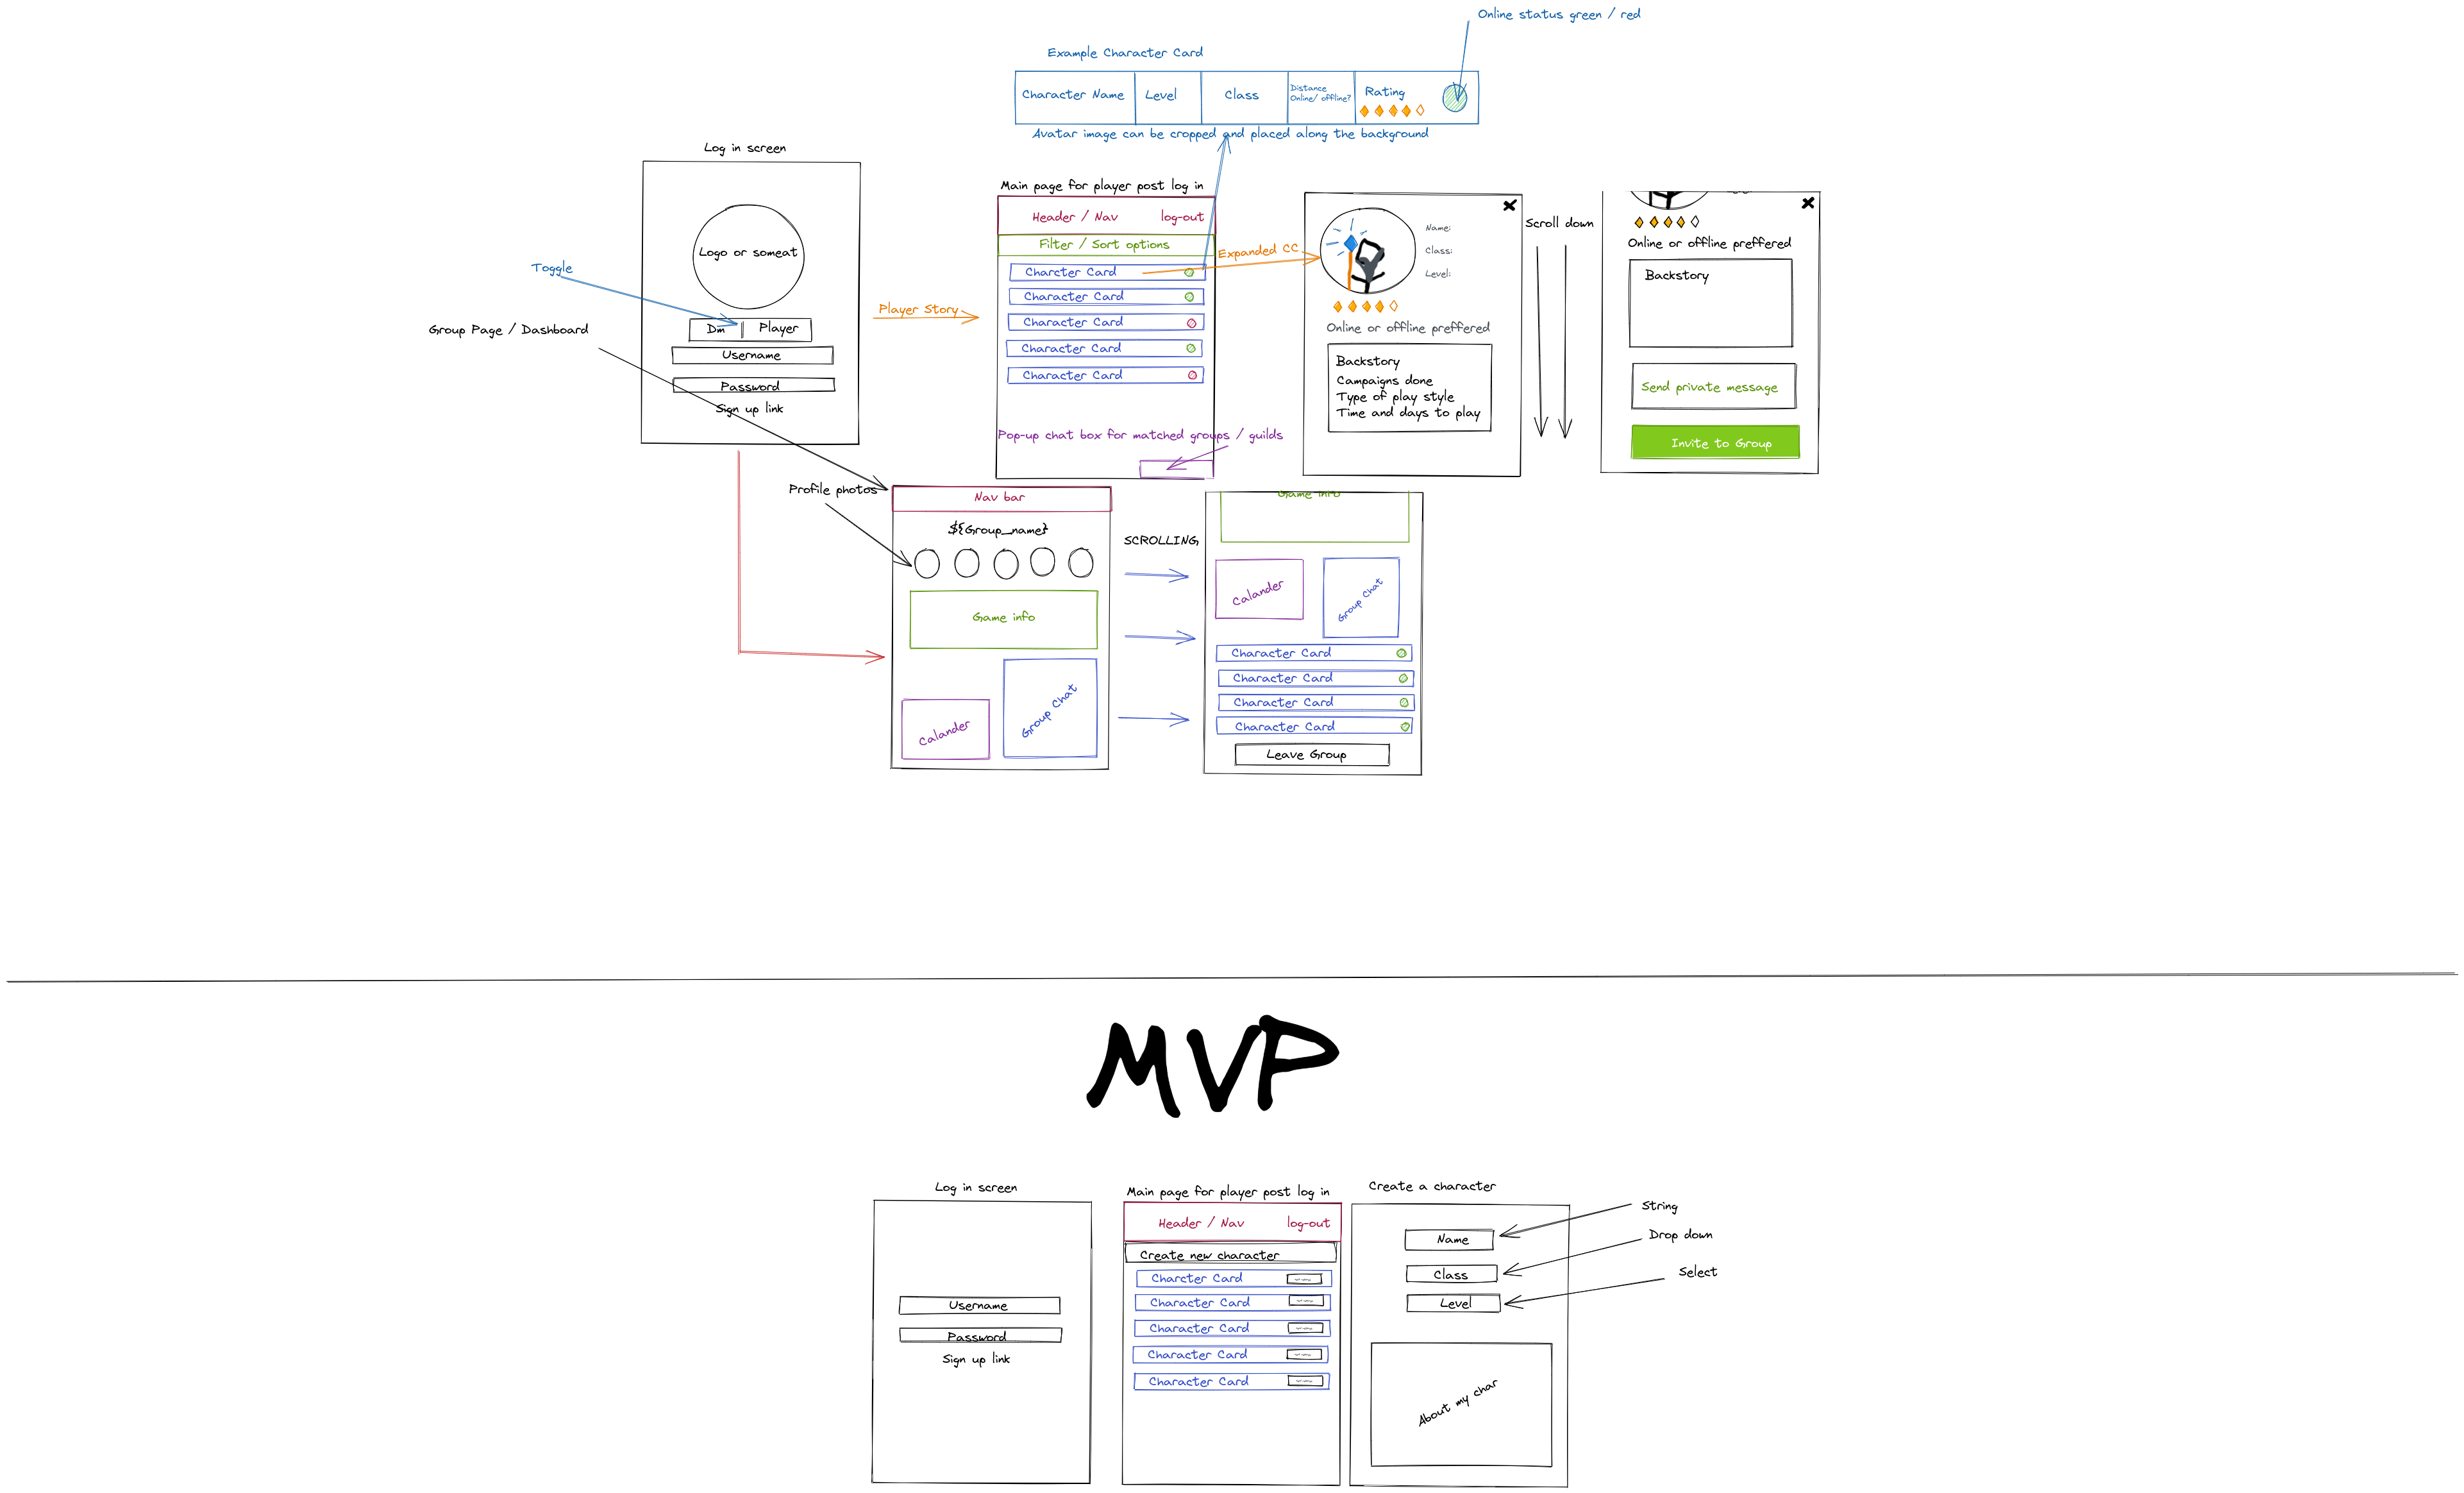 Online status green / red
Example Character Card
Character Name
Level
Class
Distance
Online/ offline?
Rating
Avatar image can be cropped and placed along the background
Log in screen
Logo or someat
Toggle
Dm
Player
Username
Password
Sign up link
Group Page / Dashboard
Player Story
Main page for player post log in
Header / Nav
log-out
Filter / Sort options
Charcter Card
Character Card
Character Card
Character Card
Character Card
Pop-up chat box for matched groups / guilds
Expanded CC
Name:
Class:
Level:
Online or offline preffered
Backstory
Campaigns done
Type of play style
Time and days to play
Scroll down
Online or offline preffered
Backstory
Send private message
Invite to Group
Profile photos
Nav bar
${Group_name}
Game info
Calander
Group Chat
SCROLLING
Game info
Calander
Group Chat
Character Card
Character Card
Character Card
Character Card
Leave Group
MVP
Log in screen
Username
Password
Sign up link
Main page for player post log in
Header / Nav
log-out
Create new character
Charcter Card
Character Card
Character Card
Character Card
Character Card
Create a character
Name
Class
Level
String
Drop down
Select
About my char